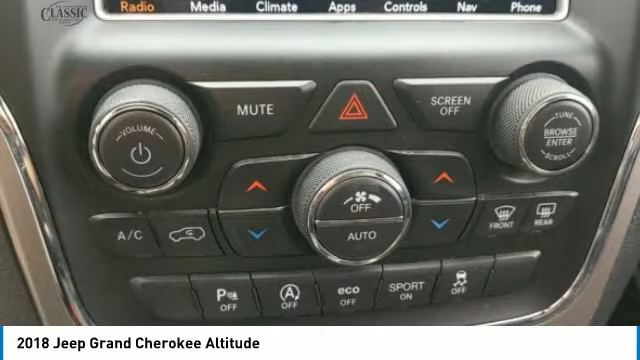 CLASSIC
Radio Media Climate Apps Controls Nav Phone
MUTE
SCREEN
OFF
VOLUME
TUNE
BROWSE
ENTER
SCROLL
OFF
AUTO
A/C
FRONT
REAR
P OFF
A OFF
eco
OFF
SPORT
ON
OFF
2018 Jeep Grand Cherokee Altitude